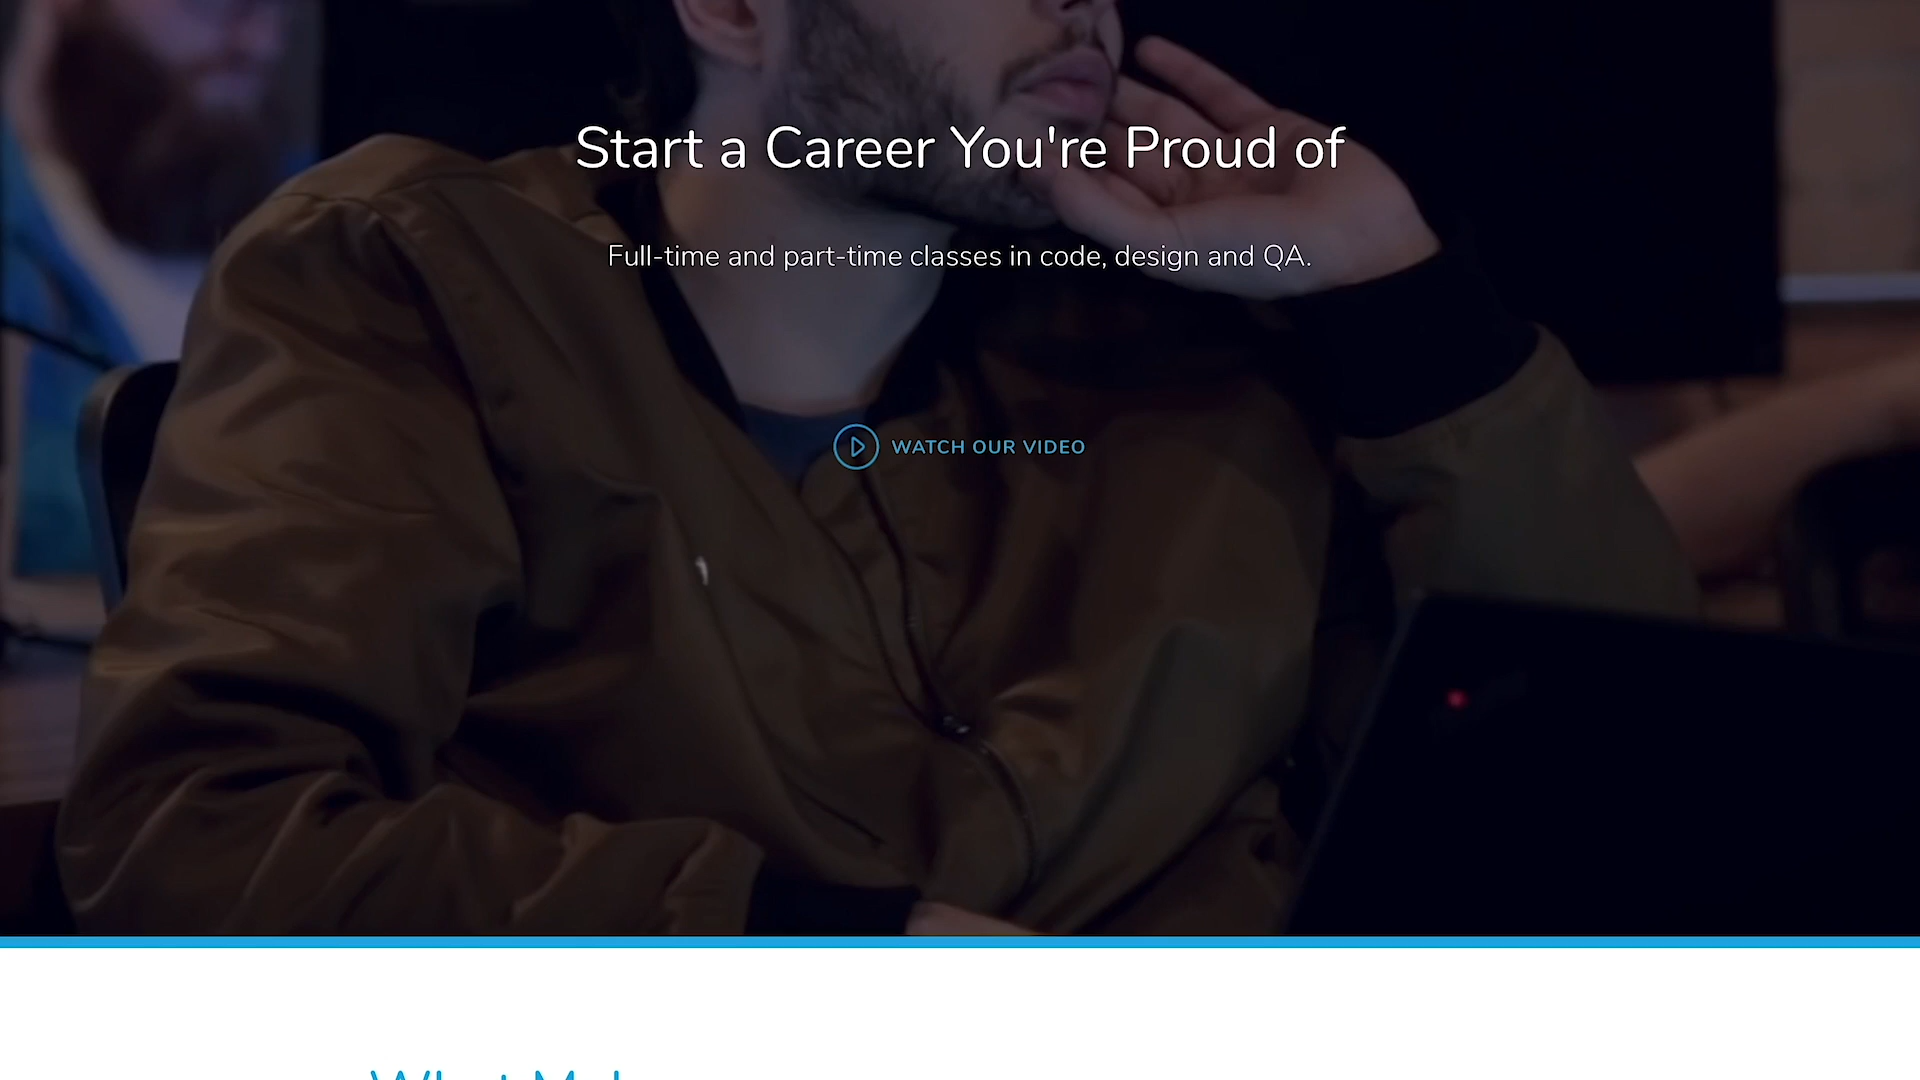 Start a Career You're Proud of
Full-time and part-time classes in code, design and QA.
WATCH OUR VIDEO